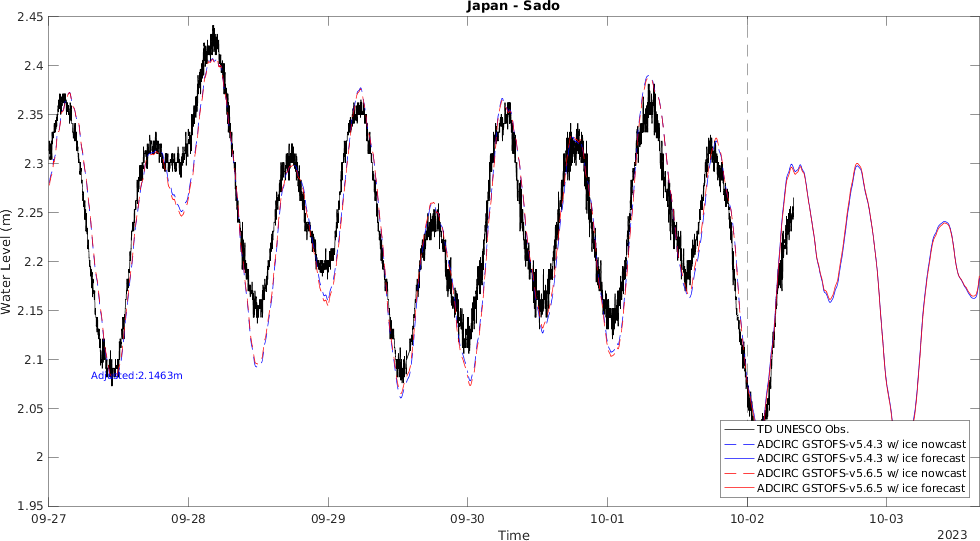 Japan - Sado
2.45
2.4
2.35
2.3
2.25
2.2
2.15
2.1
2.05
2
1.95
Water Level (m)
Adjusted:2.1463m
TD UNESCO Obs.
ADCIRC GSTOFS-v5.4.3 w/ ice nowcast
ADCIRC GSTOFS-v5.4.3 w/ ice forecast
ADCIRC GSTOFS-v5.6.5 w/ ice nowcast
ADCIRC GSTOFS-v5.6.5 w/ ice forecast
09-27 09-28 09-29 09-30 10-01 10-02 10-03
Time
2023